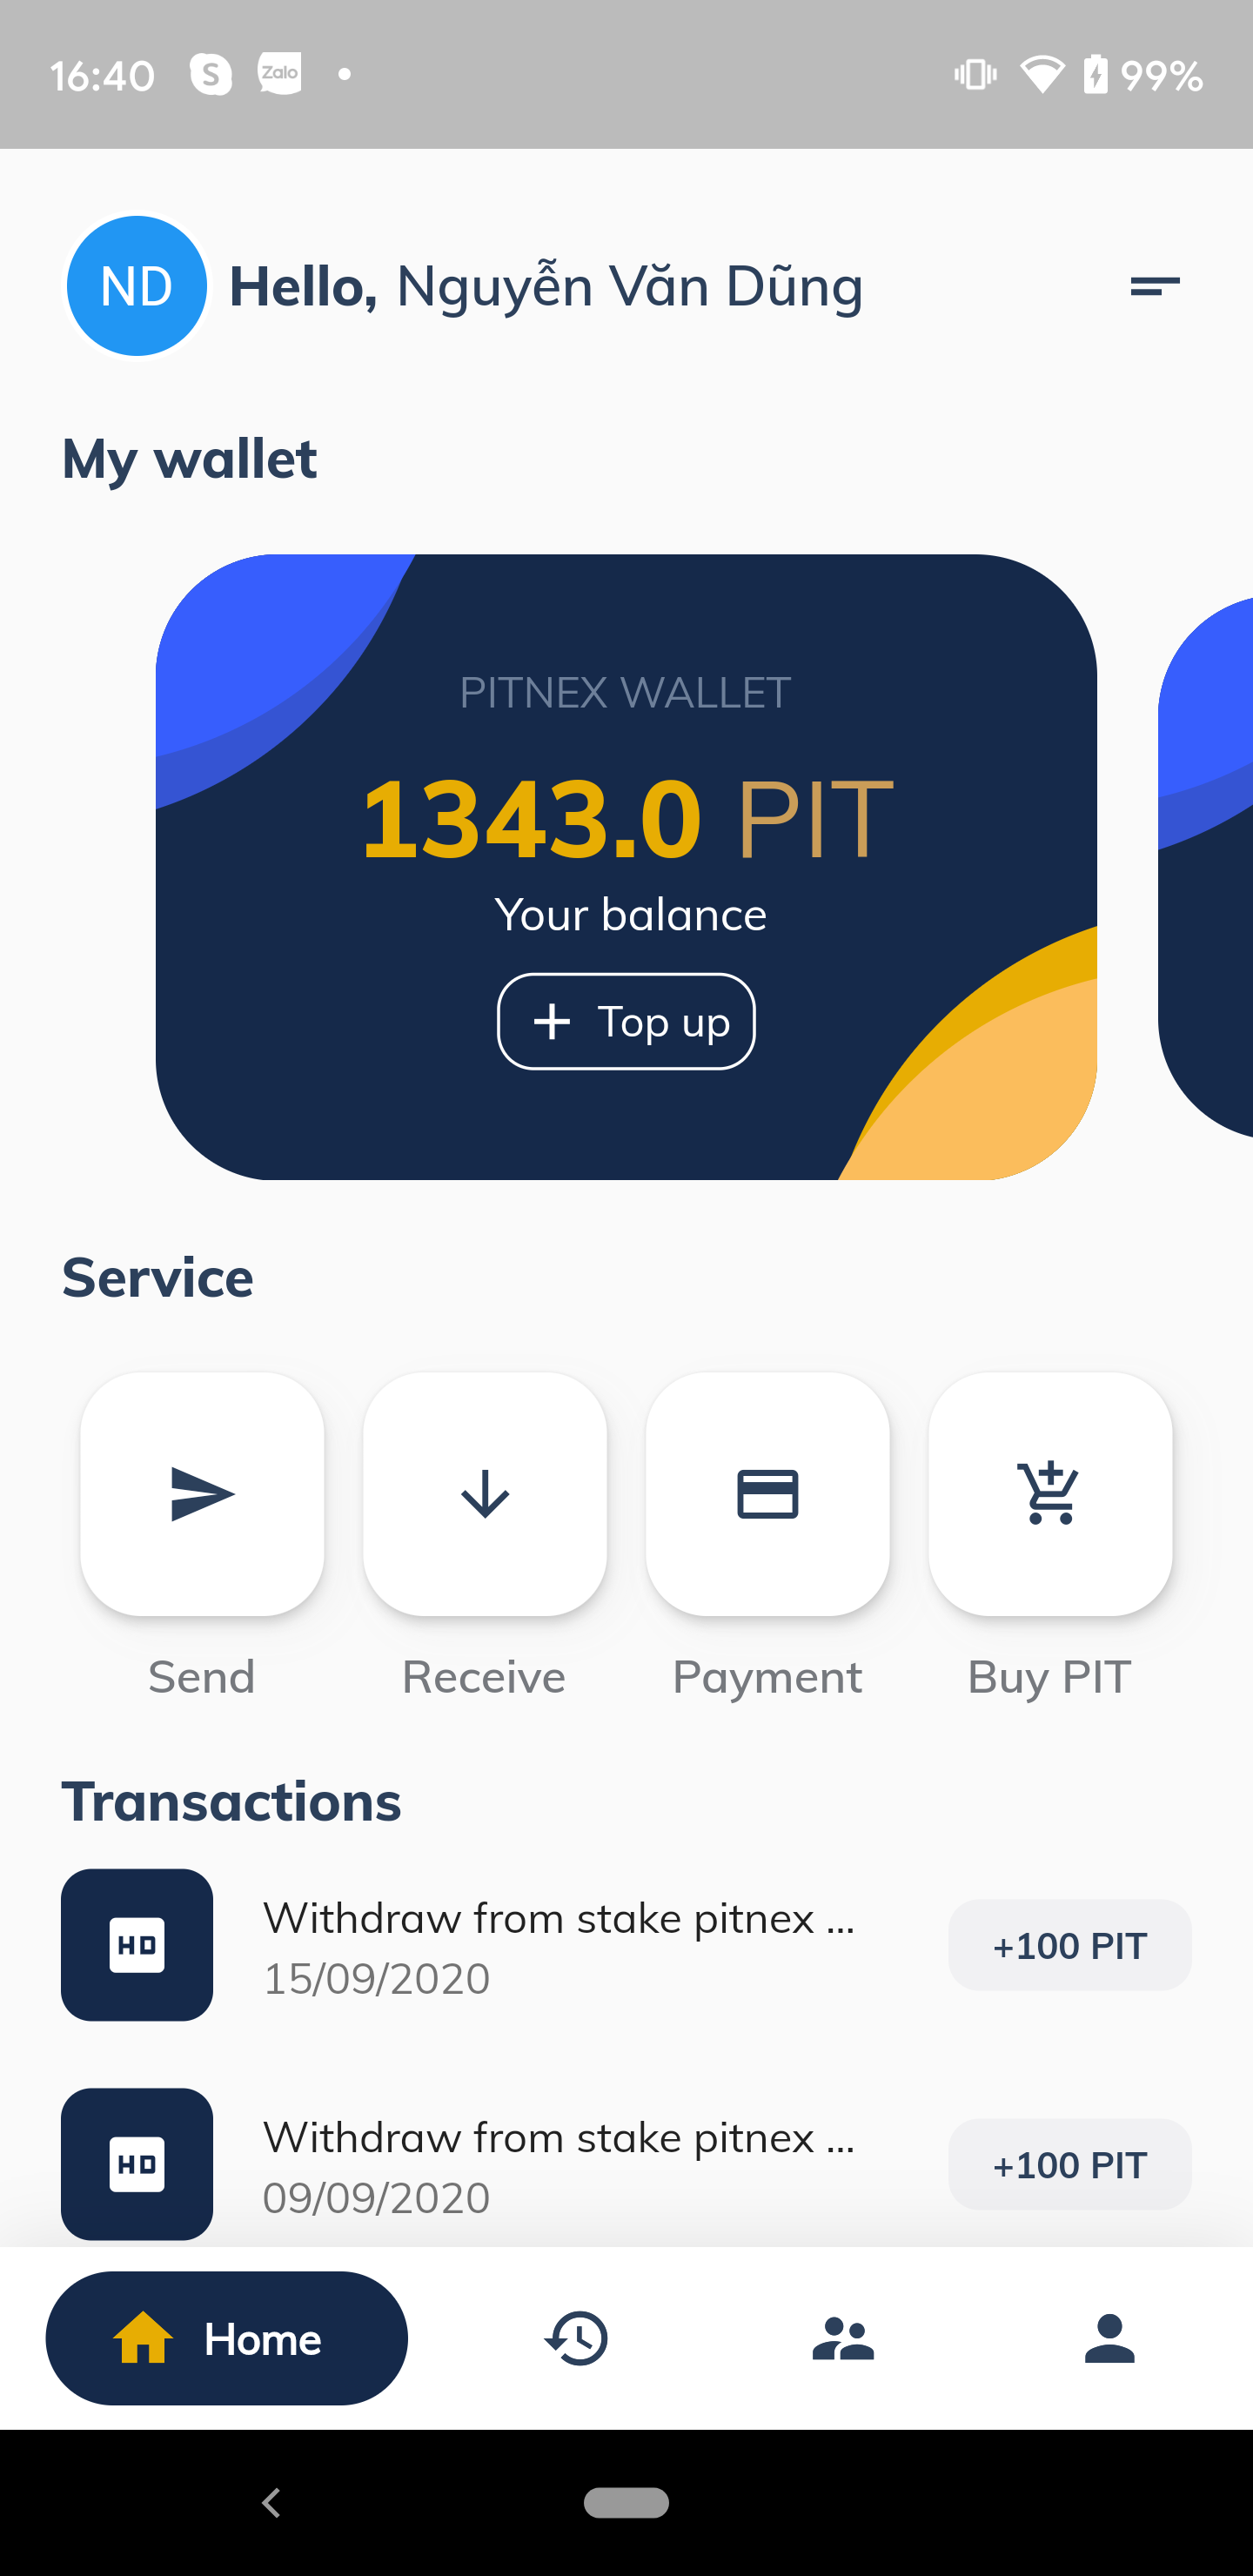 16:40 S Zalo 99%
ND Hello, Nguyễn Văn Dũng
My wallet
PITNEX WALLET
1343.0 PIT
Your balance
+ Top up
Service
Send Receive Payment Buy PIT
Transactions
HD Withdraw from stake pitnex ... +100 PIT
15/09/2020
HD Withdraw from stake pitnex ... +100 PIT
09/09/2020
Home